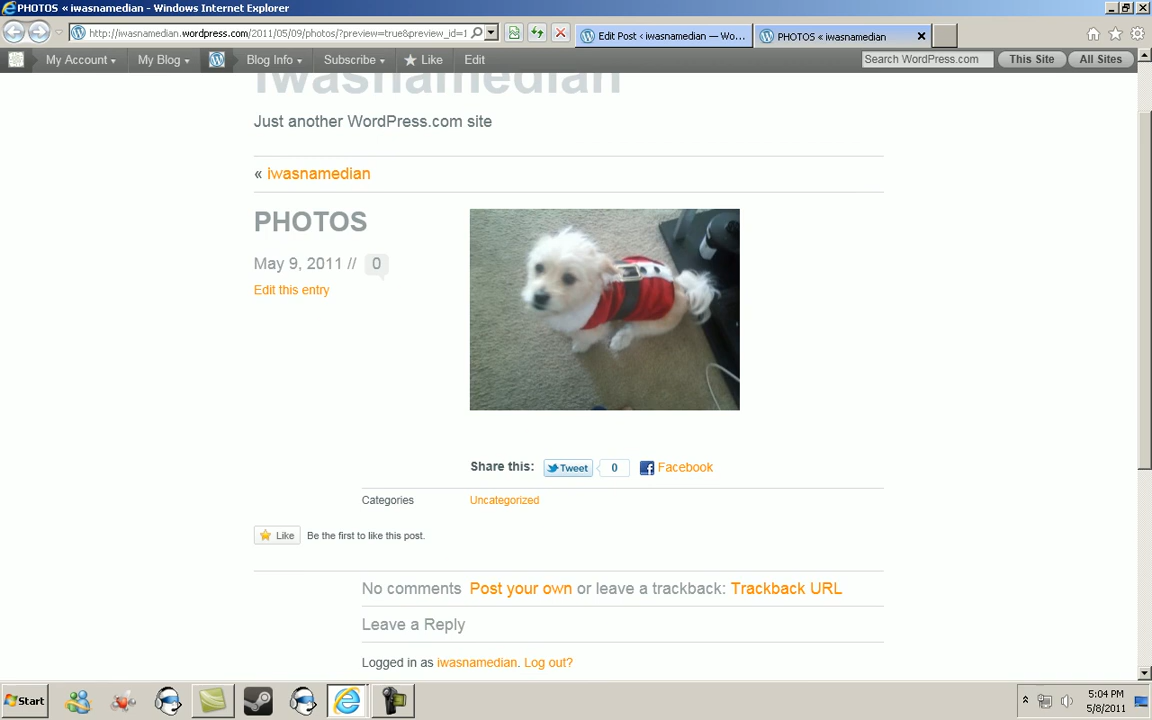 PHOTOS « iwasnamedian - Windows Internet Explorer
http://iwasnamedian.wordpress.com/2011/05/09/photos/?preview=true&preview_id=1
Edit Post ‹ iwasnamedian — Wo...
PHOTOS « iwasnamedian
My Account
My Blog
Blog Info
Subscribe
Like
Edit
Search WordPress.com
This Site
All Sites
iwasnamedian
Just another WordPress.com site
« iwasnamedian
PHOTOS
May 9, 2011 // 0
Edit this entry
Share this: Tweet 0 Facebook
Categories Uncategorized
Like Be the first to like this post.
No comments Post your own or leave a trackback: Trackback URL
Leave a Reply
Logged in as iwasnamedian. Log out?
Start
5:04 PM
5/8/2011